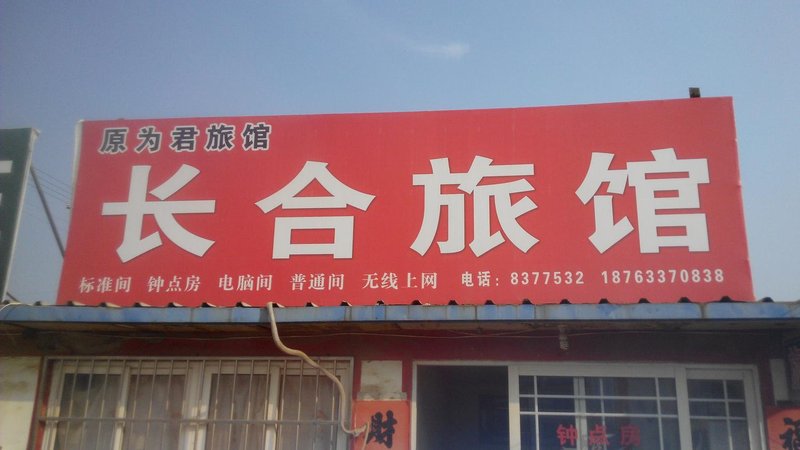 原为君旅馆
长合旅馆
标准间 钟点房 电脑间 普通间 无线上网 电话：8377532 18763370838
钟点房
财
福